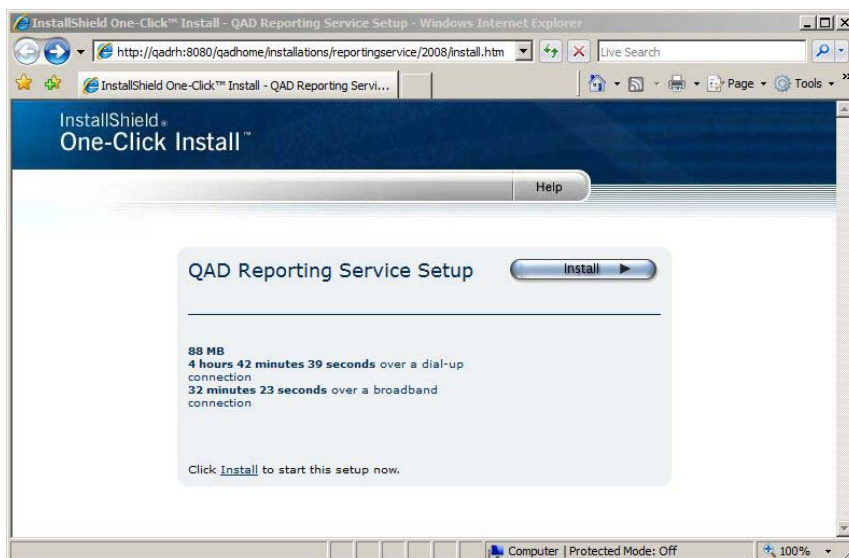 InstallShield One-Click™ Install - QAD Reporting Service Setup - Windows Internet Explorer
http://qadrh:8080/qadhome/installations/reportingservice/2008/install.htm
Live Search
InstallShield One-Click™ Install - QAD Reporting Servi...
Page
Tools
»
InstallShield®
One-Click Install™
Help
QAD Reporting Service Setup
Install
88 MB
4 hours 42 minutes 39 seconds over a dial-up
connection
32 minutes 23 seconds over a broadband
connection
Click Install to start this setup now.
Computer | Protected Mode: Off
100%